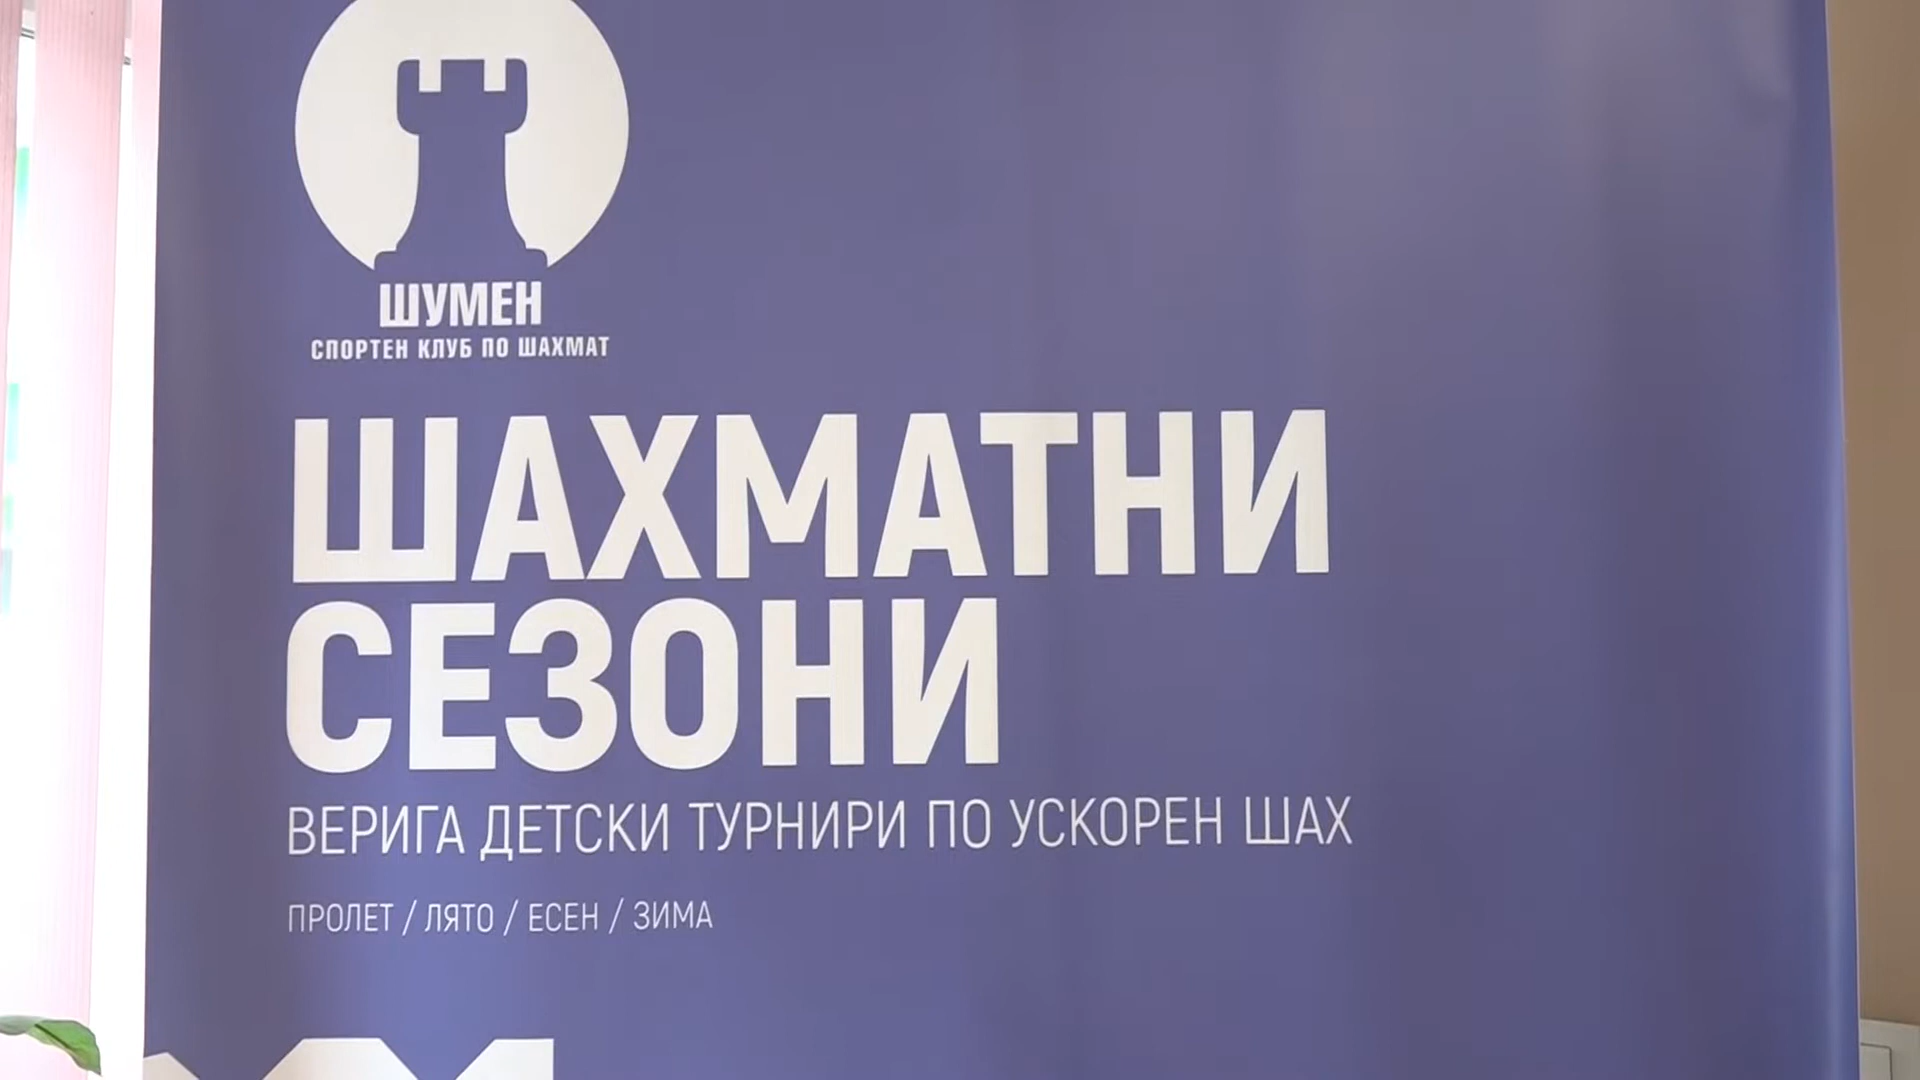 ШУМЕН
СПОРТЕН КЛУБ ПО ШАХМАТ
ШАХМАТНИ
СЕЗОНИ
ВЕРИГА ДЕТСКИ ТУРНИРИ ПО УСКОРЕН ШАХ
ПРОЛЕТ / ЛЯТО / ЕСЕН / ЗИМА